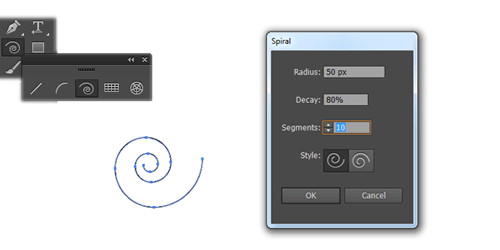 Spiral
Radius: 50 px
Decay: 80%
Segments: 10
Style:
OK Cancel